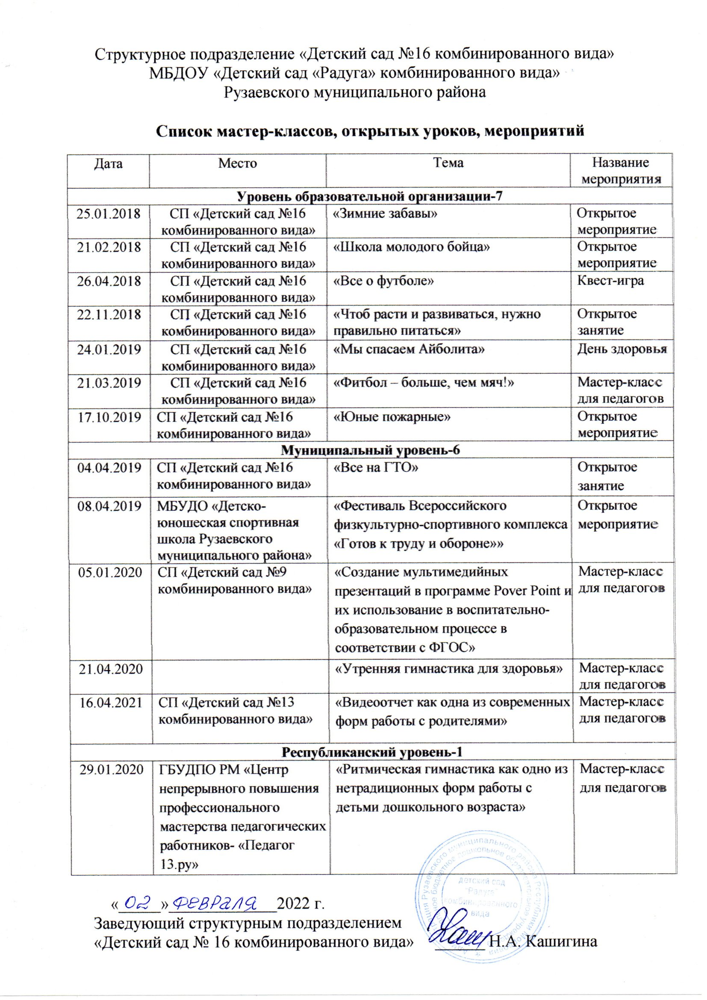 Структурное подразделение «Детский сад №16 комбинированного вида»
МБДОУ «Детский сад «Радуга» комбинированного вида»
Рузаевского муниципального района
Список мастер-классов, открытых уроков, мероприятий
Дата Место Тема Название
мероприятия
Уровень образовательной организации-7
25.01.2018 СП «Детский сад №16 «Зимние забавы» Открытое
комбинированного вида» мероприятие
21.02.2018 СП «Детский сад №16 «Школа молодого бойца» Открытое
комбинированного вида» мероприятие
26.04.2018 СП «Детский сад №16 «Все о футболе» Квест-игра
комбинированного вида»
22.11.2018 СП «Детский сад №16 «Чтоб расти и развиваться, нужно Открытое
комбинированного вида» правильно питаться» занятие
24.01.2019 СП «Детский сад №16 «Мы спасаем Айболита» День здоровья
комбинированного вида»
21.03.2019 СП «Детский сад №16 «Фитбол – больше, чем мяч!» Мастер-класс
комбинированного вида» для педагогов
17.10.2019 СП «Детский сад №16 «Юные пожарные» Открытое
комбинированного вида» мероприятие
Муниципальный уровень-6
04.04.2019 СП «Детский сад №16 «Все на ГТО» Открытое
комбинированного вида» занятие
08.04.2019 МБУДО «Детско- «Фестиваль Всероссийского Открытое
юношеская спортивная физкультурно-спортивного комплекса мероприятие
школа Рузаевского «Готов к труду и обороне»»
муниципального района»
05.01.2020 СП «Детский сад №9 «Создание мультимедийных Мастер-класс
комбинированного вида» презентаций в программе Pover Point и для педагогов
их использование в воспитательно-
образовательном процессе в
соответствии с ФГОС»
21.04.2020 «Утренняя гимнастика для здоровья» Мастер-класс
для педагогов
16.04.2021 СП «Детский сад №13 «Видеоотчет как одна из современных Мастер-класс
комбинированного вида» форм работы с родителями» для педагогов
Республиканский уровень-1
29.01.2020 ГБУДПО РМ «Центр «Ритмическая гимнастика как одно из Мастер-класс
непрерывного повышения нетрадиционных форм работы с для педагогов
профессионального детьми дошкольного возраста»
мастерства педагогических
работников- «Педагог
13.ру»
Рузаевского муниципального района Республики Мордовия
бюджетное дошкольное образовательное
детский сад
"Радуга"
комбинированного
вида
«02» февраля 2022 г.
Заведующий структурным подразделением
«Детский сад № 16 комбинированного вида» Н.А. Кашигина